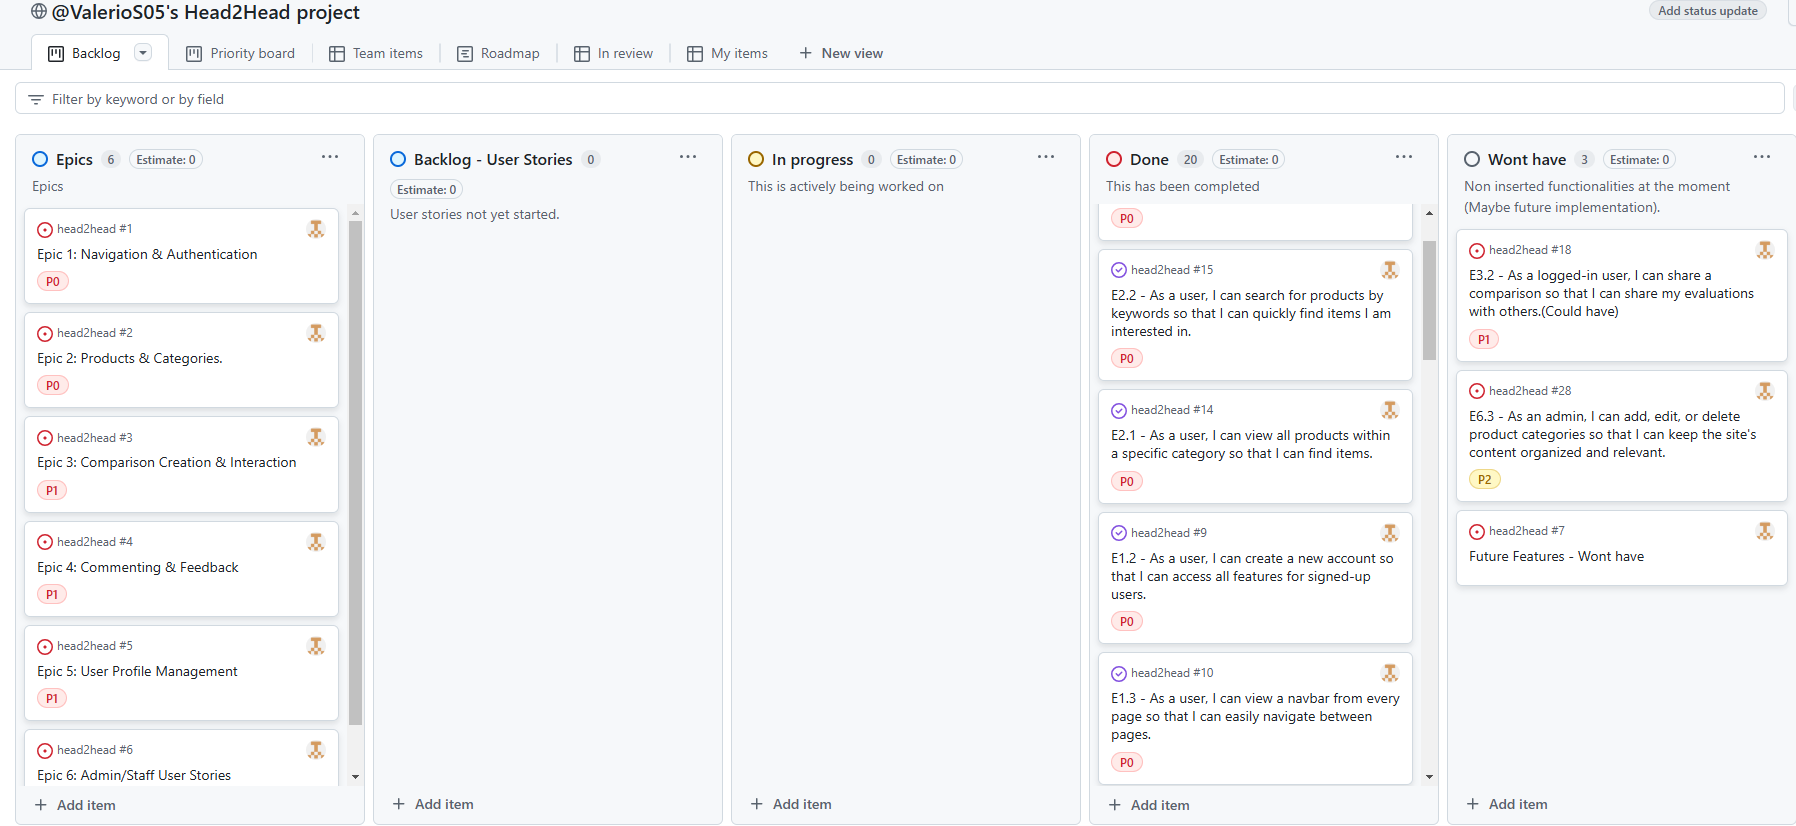 @ValerioS05's Head2Head project
Add status update
Backlog
Priority board
Team items
Roadmap
In review
My items
New view
Filter by keyword or by field
Epics 6 Estimate: 0
Epics
head2head #1
Epic 1: Navigation & Authentication
P0
head2head #2
Epic 2: Products & Categories.
P0
head2head #3
Epic 3: Comparison Creation & Interaction
P1
head2head #4
Epic 4: Commenting & Feedback
P1
head2head #5
Epic 5: User Profile Management
P1
head2head #6
Epic 6: Admin/Staff User Stories
Add item
Backlog - User Stories 0
Estimate: 0
User stories not yet started.
Add item
In progress 0 Estimate: 0
This is actively being worked on
Add item
Done 20 Estimate: 0
This has been completed
P0
head2head #15
E2.2 - As a user, I can search for products by
keywords so that I can quickly find items I am
interested in.
P0
head2head #14
E2.1 - As a user, I can view all products within
a specific category so that I can find items.
P0
head2head #9
E1.2 - As a user, I can create a new account so
that I can access all features for signed-up
users.
P0
head2head #10
E1.3 - As a user, I can view a navbar from every
page so that I can easily navigate between
pages.
P0
Add item
Wont have 3 Estimate: 0
Non inserted functionalities at the moment
(Maybe future implementation).
head2head #18
E3.2 - As a logged-in user, I can share a
comparison so that I can share my evaluations
with others.(Could have)
P1
head2head #28
E6.3 - As an admin, I can add, edit, or delete
product categories so that I can keep the site's
content organized and relevant.
P2
head2head #7
Future Features - Wont have
Add item